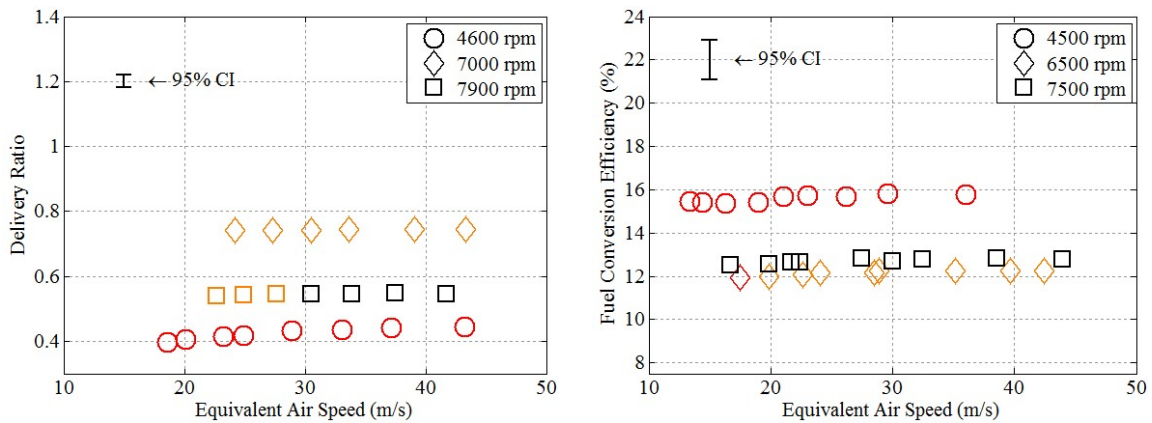 1.4
1.2
1
0.8
0.6
0.4
10
20
30
40
50
Delivery Ratio
Equivalent Air Speed (m/s)
← 95% CI
4600 rpm
7000 rpm
7900 rpm
24
22
20
18
16
14
12
10
8
10
20
30
40
50
Fuel Conversion Efficiency (%)
Equivalent Air Speed (m/s)
← 95% CI
4500 rpm
6500 rpm
7500 rpm